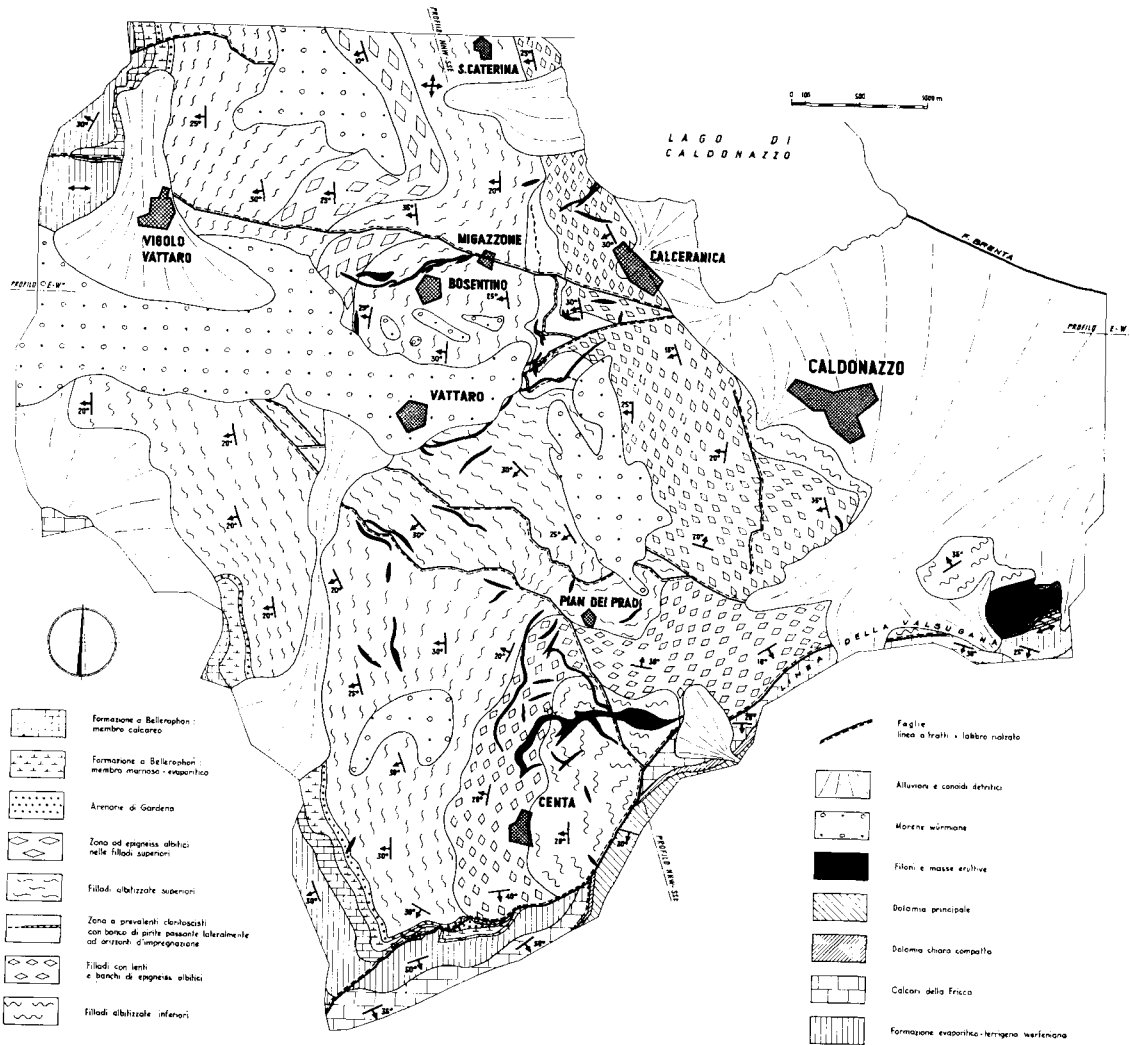 PROFILO NNW-SSE
S. CATERINA
0 100 500 1000 m
LAGO DI
CALDONAZZO
VIGOLO
VATTARO
MIGAZZONE
BOSENTINO
CALCERANICA
F. BRENTA
PROFILO E-W
PROFILO E-W
CALDONAZZO
VATTARO
PIAN DEI PRADI
LINEA DELLA VALSUGANA
CENTA
PROFILO NNW-SSE
Formazione a Bellerophon :
membro calcareo
Formazione a Bellerophon :
membro marnoso - evaporitico
Arenarie di Gardena
Zona ad epigneiss albitici
nelle filladi superiori
Filladi albitizzate superiori
Zona a prevalenti cloritoscisti
con banco di pirite passante lateralmente
ad orizzonti d'impregnazione
Filladi con lenti
e banchi di epigneiss albitici
Filladi albitizzate inferiori
Faglie
linea a tratti = labbro rialzato
Alluvioni e conoidi detritici
Morene würmiane
Filoni e masse eruttive
Dolomia principale
Dolomia chiara compatta
Calcari della Fricca
Formazione evaporitico - terrigena werfeniana